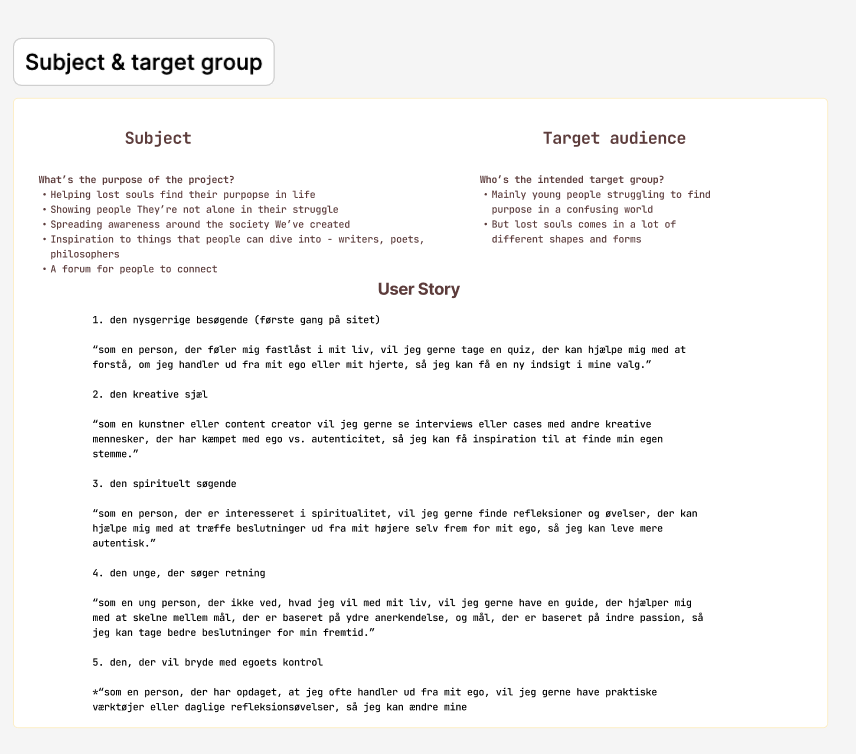 Subject & target group
Subject
What's the purpose of the project?
• Helping lost souls find their purpopse in life
• Showing people They're not alone in their struggle
• Spreading awareness around the society We've created
• Inspiration to things that people can dive into - writers, poets,
philosophers
• A forum for people to connect
Target audience
Who's the intended target group?
• Mainly young people struggling to find
purpose in a confusing world
• But lost souls comes in a lot of
different shapes and forms
User Story
1. den nysgerrige besøgende (første gang på sitet)
“som en person, der føler mig fastlåst i mit liv, vil jeg gerne tage en quiz, der kan hjælpe mig med at
forstå, om jeg handler ud fra mit ego eller mit hjerte, så jeg kan få en ny indsigt i mine valg.”
2. den kreative sjæl
“som en kunstner eller content creator vil jeg gerne se interviews eller cases med andre kreative
mennesker, der har kæmpet med ego vs. autenticitet, så jeg kan få inspiration til at finde min egen
stemme.”
3. den spirituelt søgende
“som en person, der er interesseret i spiritualitet, vil jeg gerne finde refleksioner og øvelser, der kan
hjælpe mig med at træffe beslutninger ud fra mit højere selv frem for mit ego, så jeg kan leve mere
autentisk.”
4. den unge, der søger retning
“som en ung person, der ikke ved, hvad jeg vil med mit liv, vil jeg gerne have en guide, der hjælper mig
med at skelne mellem mål, der er baseret på ydre anerkendelse, og mål, der er baseret på indre passion, så
jeg kan tage bedre beslutninger for min fremtid.”
5. den, der vil bryde med egoets kontrol
*“som en person, der har opdaget, at jeg ofte handler ud fra mit ego, vil jeg gerne have praktiske
værktøjer eller daglige refleksionsøvelser, så jeg kan ændre mine